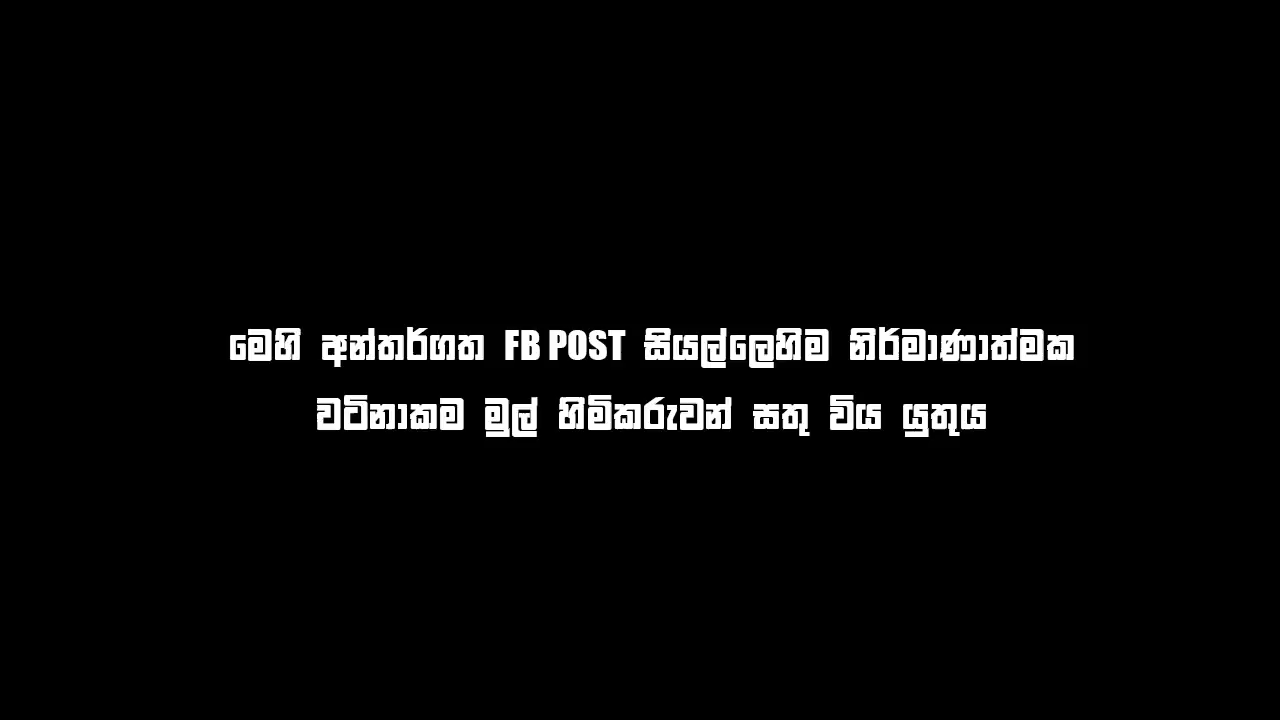 මෙහි අන්තර්ගත FB POST සියල්ලෙහිම නිර්මාණාත්මක
වටිනාකම මුල් හිමිකරුවන් සතු විය යුතුය